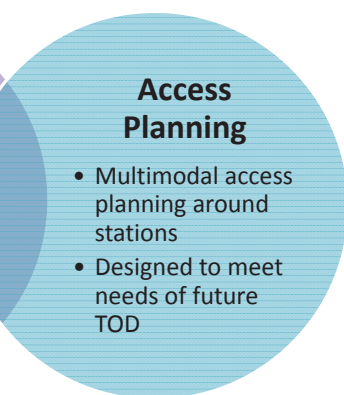 Access
Planning
• Multimodal access
planning around
stations
• Designed to meet
needs of future
TOD